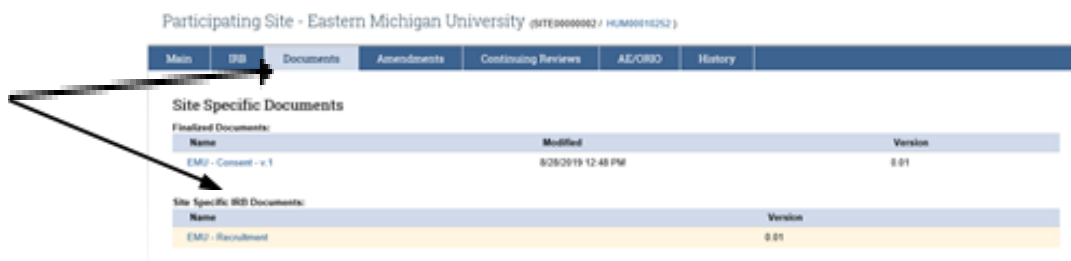 Participating Site - Eastern Michigan University (SITE00000002 / HUM00010252)
Main IRB Documents Amendments Continuing Reviews AE/ORIO History
Site Specific Documents
Finalized Documents:
Name Modified Version
EMU - Consent - v.1 8/28/2019 12:48 PM 0.01
Site Specific IRB Documents:
Name Version
EMU - Recruitment 0.01